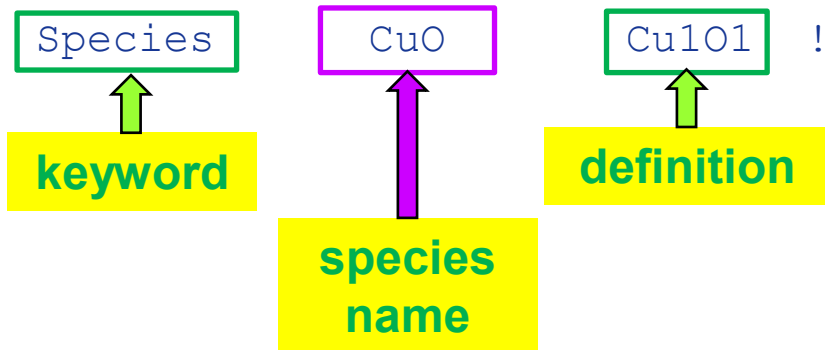 Species CuO Cu1O1 !
keyword
definition
species
name